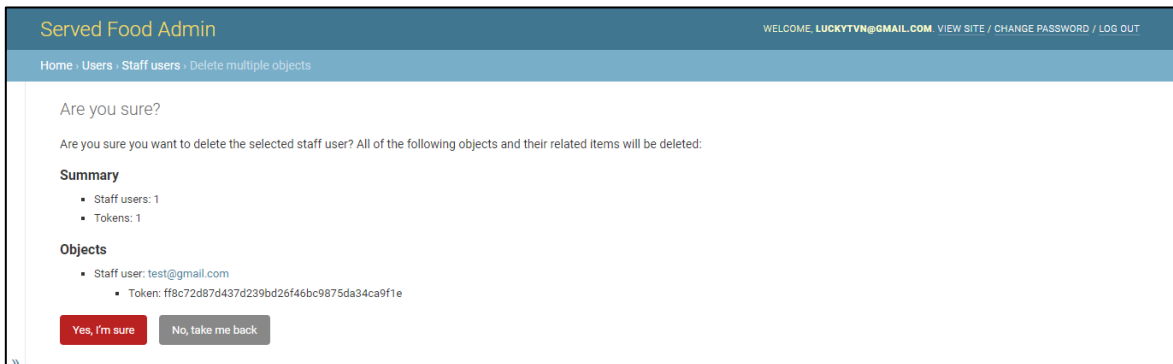 Served Food Admin
WELCOME, LUCKYTVN@GMAIL.COM. VIEW SITE / CHANGE PASSWORD / LOG OUT
Home › Users › Staff users › Delete multiple objects
Are you sure?
Are you sure you want to delete the selected staff user? All of the following objects and their related items will be deleted:
Summary
Staff users: 1
Tokens: 1
Objects
Staff user: test@gmail.com
Token: ff8c72d87d437d239bd26f46bc9875da34ca9f1e
Yes, I'm sure No, take me back
»